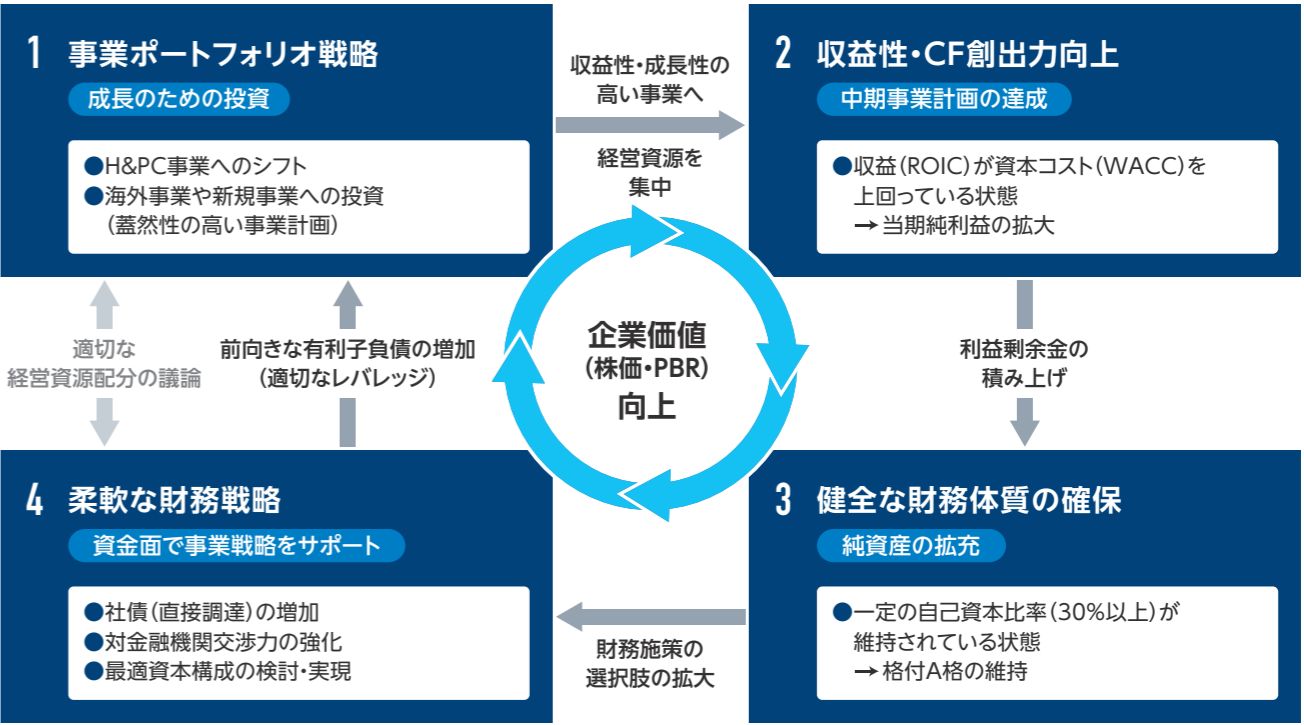 1 事業ポートフォリオ戦略
成長のための投資
●H&PC事業へのシフト
●海外事業や新規事業への投資
(蓋然性の高い事業計画)
収益性・成長性の
高い事業へ
経営資源を
集中
2 収益性・CF創出力向上
中期事業計画の達成
●収益(ROIC)が資本コスト(WACC)を
上回っている状態
→当期純利益の拡大
適切な
経営資源配分の議論
前向きな有利子負債の増加
(適切なレバレッジ)
企業価値
(株価・PBR)
向上
利益剰余金の
積み上げ
4 柔軟な財務戦略
資金面で事業戦略をサポート
●社債(直接調達)の増加
●対金融機関交渉力の強化
●最適資本構成の検討・実現
財務施策の
選択肢の拡大
3 健全な財務体質の確保
純資産の拡充
●一定の自己資本比率(30%以上)が
維持されている状態
→格付A格の維持